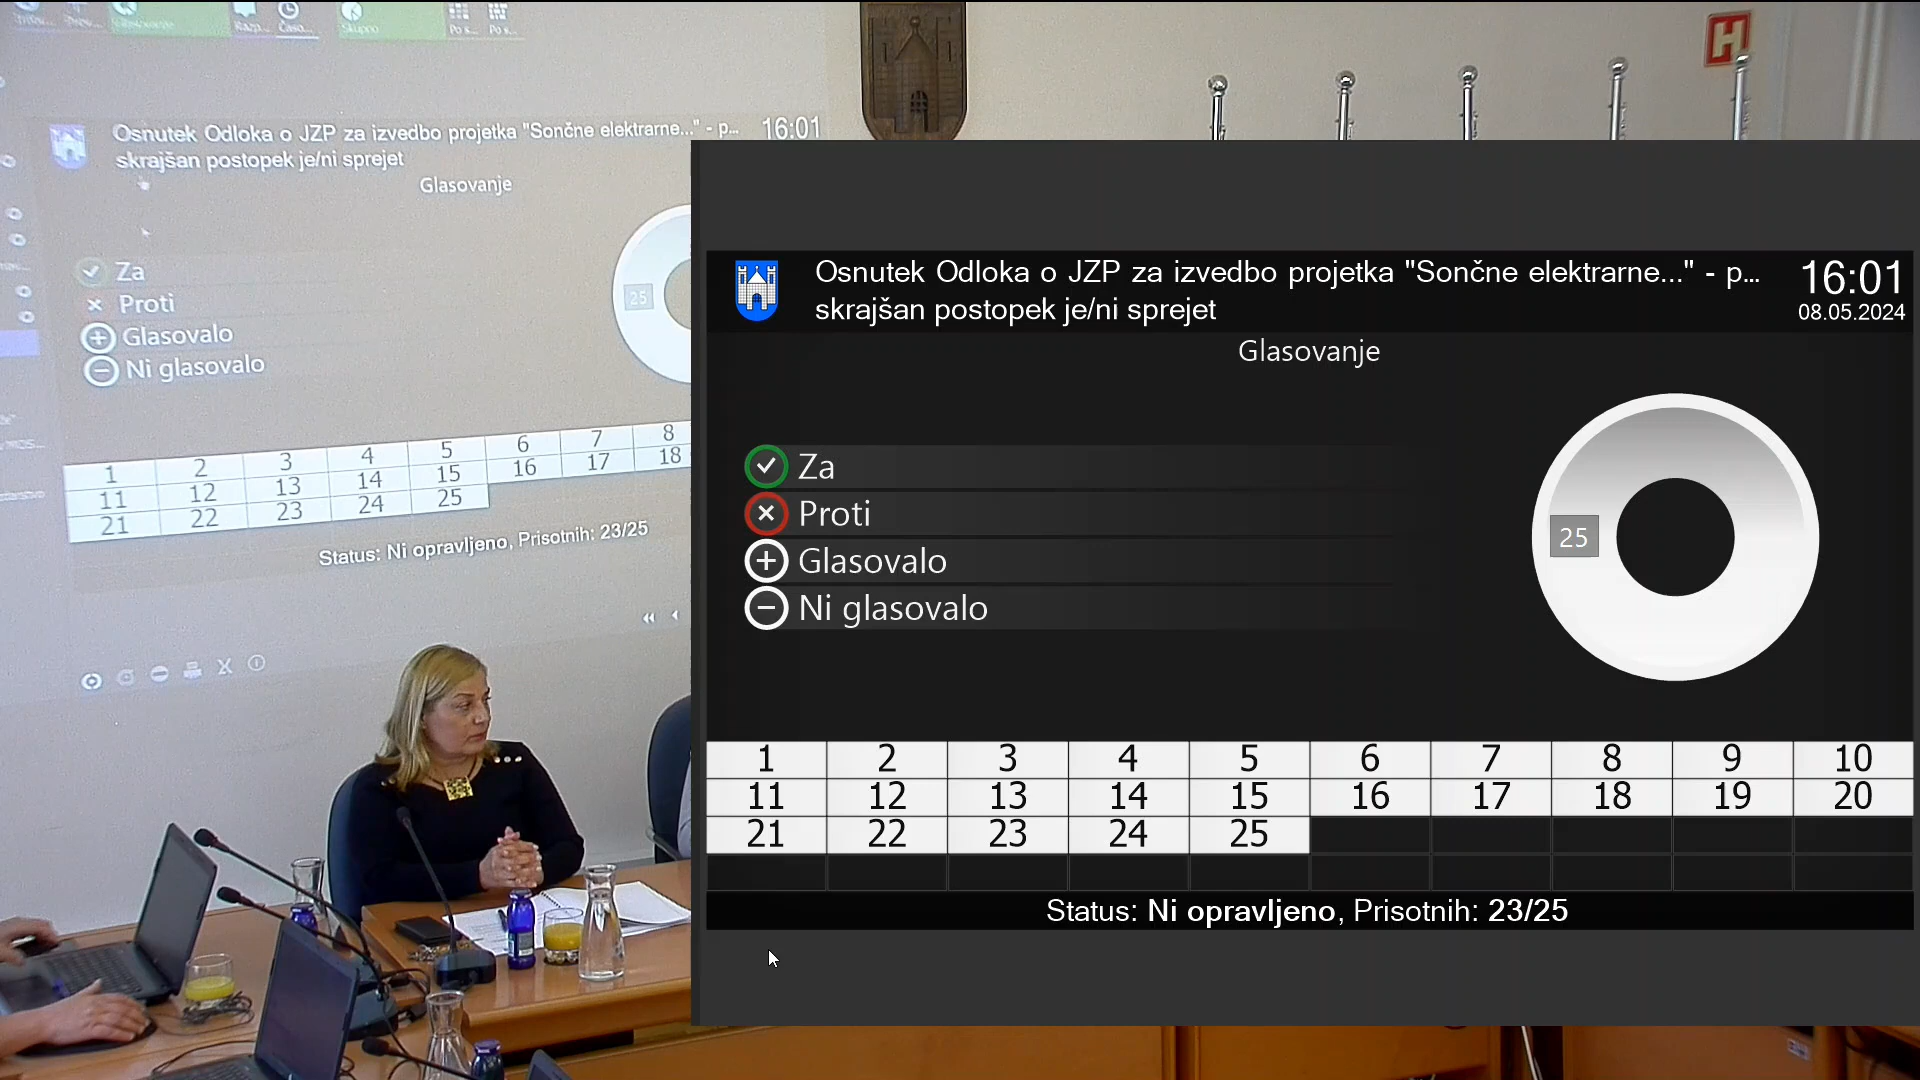 Skupno
Osnutek Odloka o JZP za izvedbo projetka "Sončne elektrarne..." - p... 16:01
skrajšan postopek je/ni sprejet
Glasovanje
Za
Proti
Glasovalo
Ni glasovalo
25
1 2 3 4 5 6 7 8
11 12 13 14 15 16 17 18
21 22 23 24 25
Status: Ni opravljeno, Prisotnih: 23/25
H
Osnutek Odloka o JZP za izvedbo projetka "Sončne elektrarne..." - p... 16:01
skrajšan postopek je/ni sprejet 08.05.2024
Glasovanje
Za
Proti
Glasovalo
Ni glasovalo
25
1 2 3 4 5 6 7 8 9 10
11 12 13 14 15 16 17 18 19 20
21 22 23 24 25
Status: Ni opravljeno, Prisotnih: 23/25